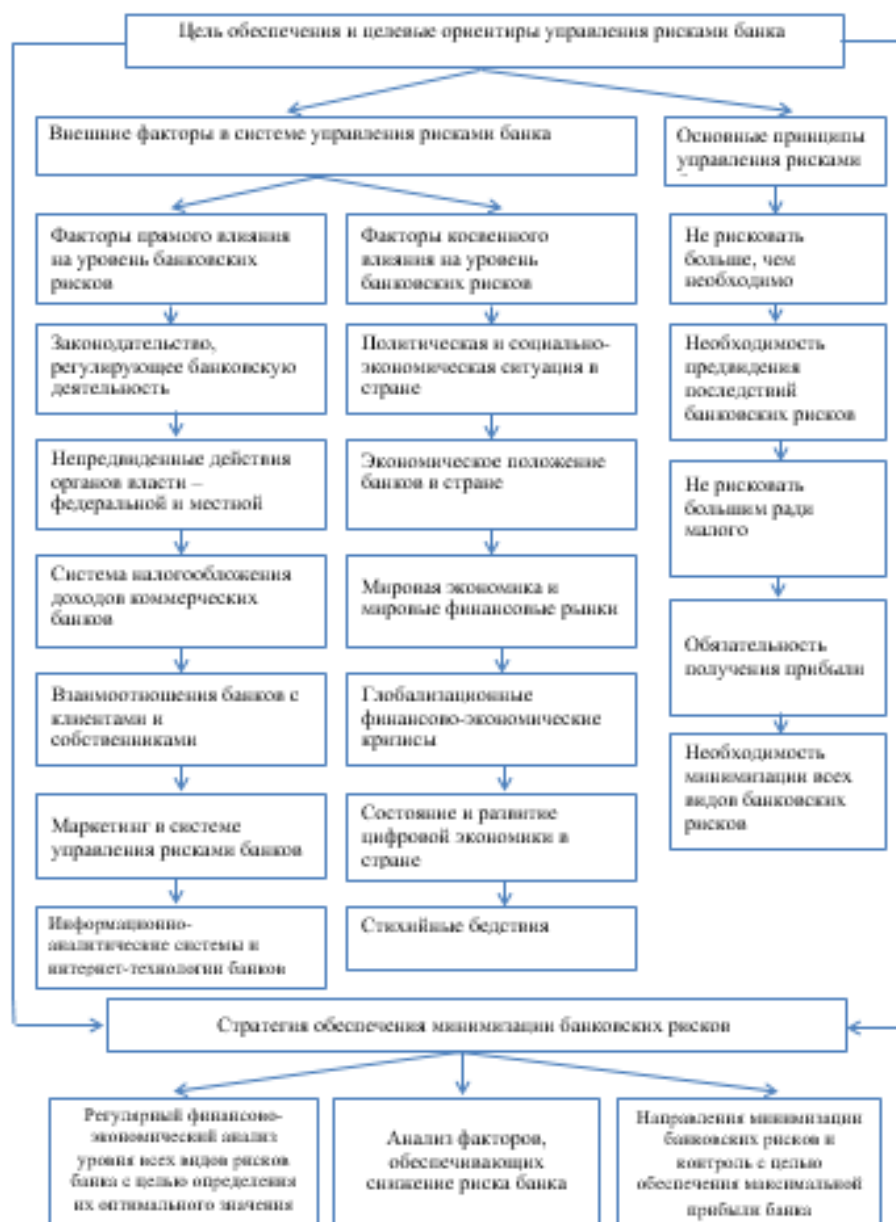 Цель обеспечения и целевые ориентиры управления рисками банка
Внешние факторы в системе управления рисками банка
Основные принципы
управления рисками
Факторы прямого влияния
на уровень банковских
рисков
Законодательство,
регулирующее банковскую
деятельность
Непредвиденные действия
органов власти –
федеральной и местной
Система налогообложения
доходов коммерческих
банков
Взаимоотношения банков с
клиентами и
собственниками
Маркетинг в системе
управления рисками банков
Информационно-
аналитические системы и
интернет-технологии банков
Факторы косвенного
влияния на уровень
банковских рисков
Политическая и социально-
экономическая ситуация в
стране
Экономическое положение
банков в стране
Мировая экономика и
мировые финансовые рынки
Глобализационные
финансово-экономические
кризисы
Состояние и развитие
цифровой экономики в
стране
Стихийные бедствия
Не рисковать
больше, чем
необходимо
Необходимость
предвидения
последствий
банковских рисков
Не рисковать
большим ради
малого
Обязательность
получения прибыли
Необходимость
минимизации всех
видов банковских
рисков
Стратегия обеспечения минимизации банковских рисков
Регулярный финансово-
экономический анализ
уровня всех видов рисков
банка с целью определения
их оптимального значения
Анализ факторов,
обеспечивающих
снижение риска банка
Направления минимизации
банковских рисков и
контроль с целью
обеспечения максимальной
прибыли банка